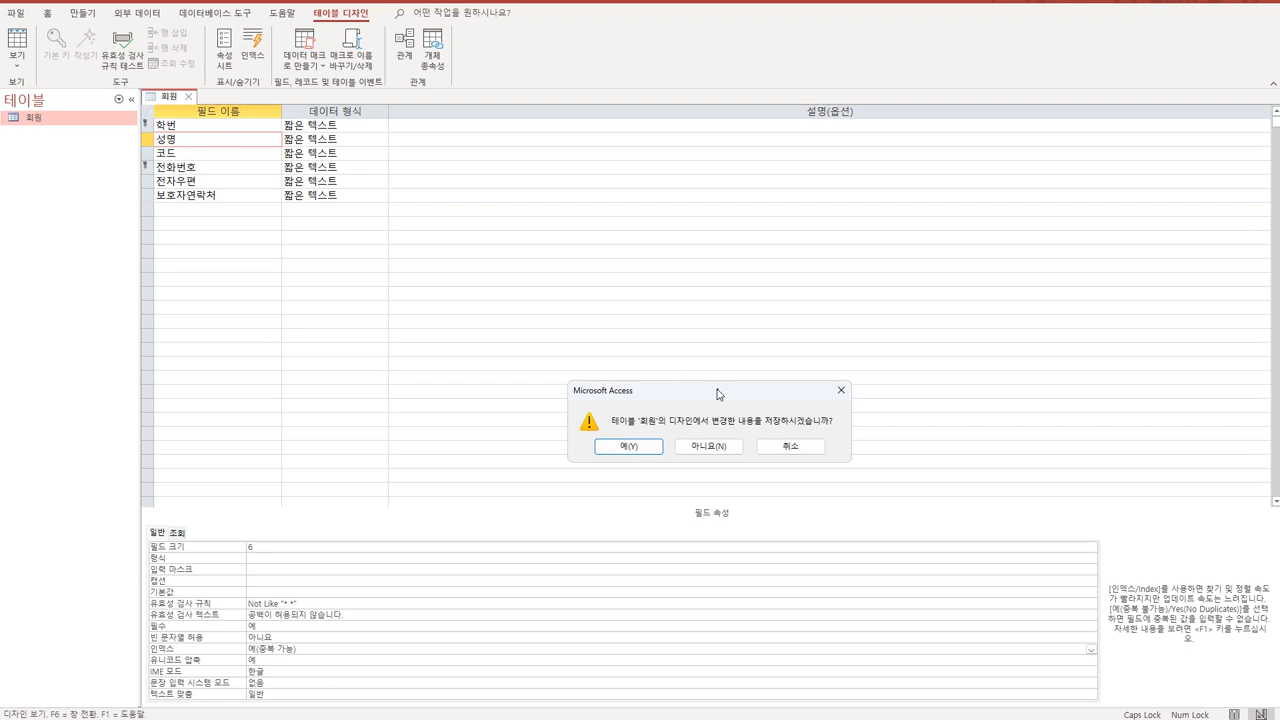 파일 홈 만들기 외부 데이터 데이터베이스 도구 도움말 테이블 디자인 어떤 작업을 원하시나요?
보기
기본 키
작성기
유효성 검사
규칙 테스트
행 삽입
행 삭제
조회 수정
속성
시트
인덱스
데이터 매크
로 만들기
매크로 이름
바꾸기/삭제
관계
개체
종속성
보기 도구 표시/숨기기 필드, 레코드 및 테이블 이벤트 관계
테이블
회원
회원
필드 이름 데이터 형식 설명(옵션)
학번 짧은 텍스트
성명 짧은 텍스트
코드 짧은 텍스트
전화번호 짧은 텍스트
전자우편 짧은 텍스트
보호자연락처 짧은 텍스트
Microsoft Access
테이블 '회원'의 디자인에서 변경한 내용을 저장하시겠습니까?
예(Y) 아니요(N) 취소
필드 속성
일반 조회
필드 크기 6
형식
입력 마스크
캡션
기본값
유효성 검사 규칙 Not Like "* *"
유효성 검사 텍스트 공백이 허용되지 않습니다.
필수 예
빈 문자열 허용 아니요
인덱스 예(중복 가능)
유니코드 압축 예
IME 모드 한글
문장 입력 시스템 모드 없음
텍스트 맞춤 일반
[인덱스/Index]를 사용하면 찾기 및 정렬 속도
가 빨라지지만 업데이트 속도는 느려집니다.
[예(중복 불가능)/Yes(No Duplicates)]를 선택
하면 필드에 중복된 값을 입력할 수 없습니다.
자세한 내용을 보려면 <F1> 키를 누르십시
오.
디자인 보기. F6 = 창 전환. F1 = 도움말.
Caps Lock Num Lock